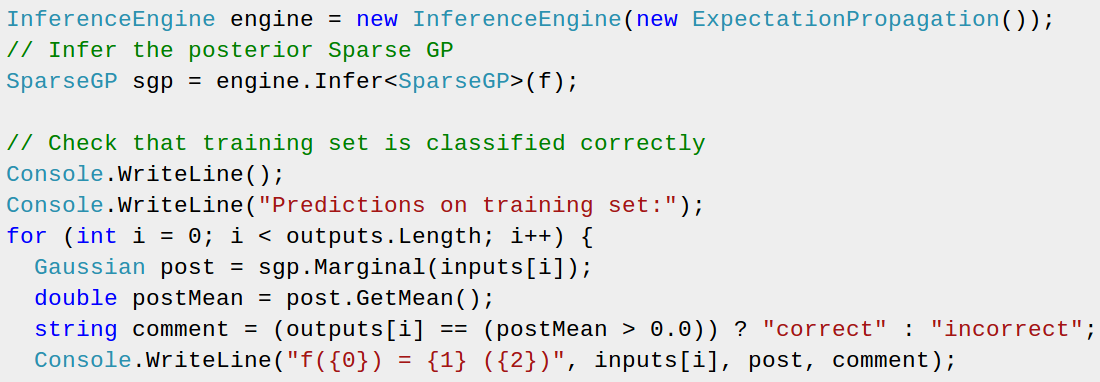 InferenceEngine engine = new InferenceEngine(new ExpectationPropagation());
// Infer the posterior Sparse GP
SparseGP sgp = engine.Infer<SparseGP>(f);

// Check that training set is classified correctly
Console.WriteLine();
Console.WriteLine("Predictions on training set:");
for (int i = 0; i < outputs.Length; i++) {
  Gaussian post = sgp.Marginal(inputs[i]);
  double postMean = post.GetMean();
  string comment = (outputs[i] == (postMean > 0.0)) ? "correct" : "incorrect";
  Console.WriteLine("f({0}) = {1} ({2})", inputs[i], post, comment);